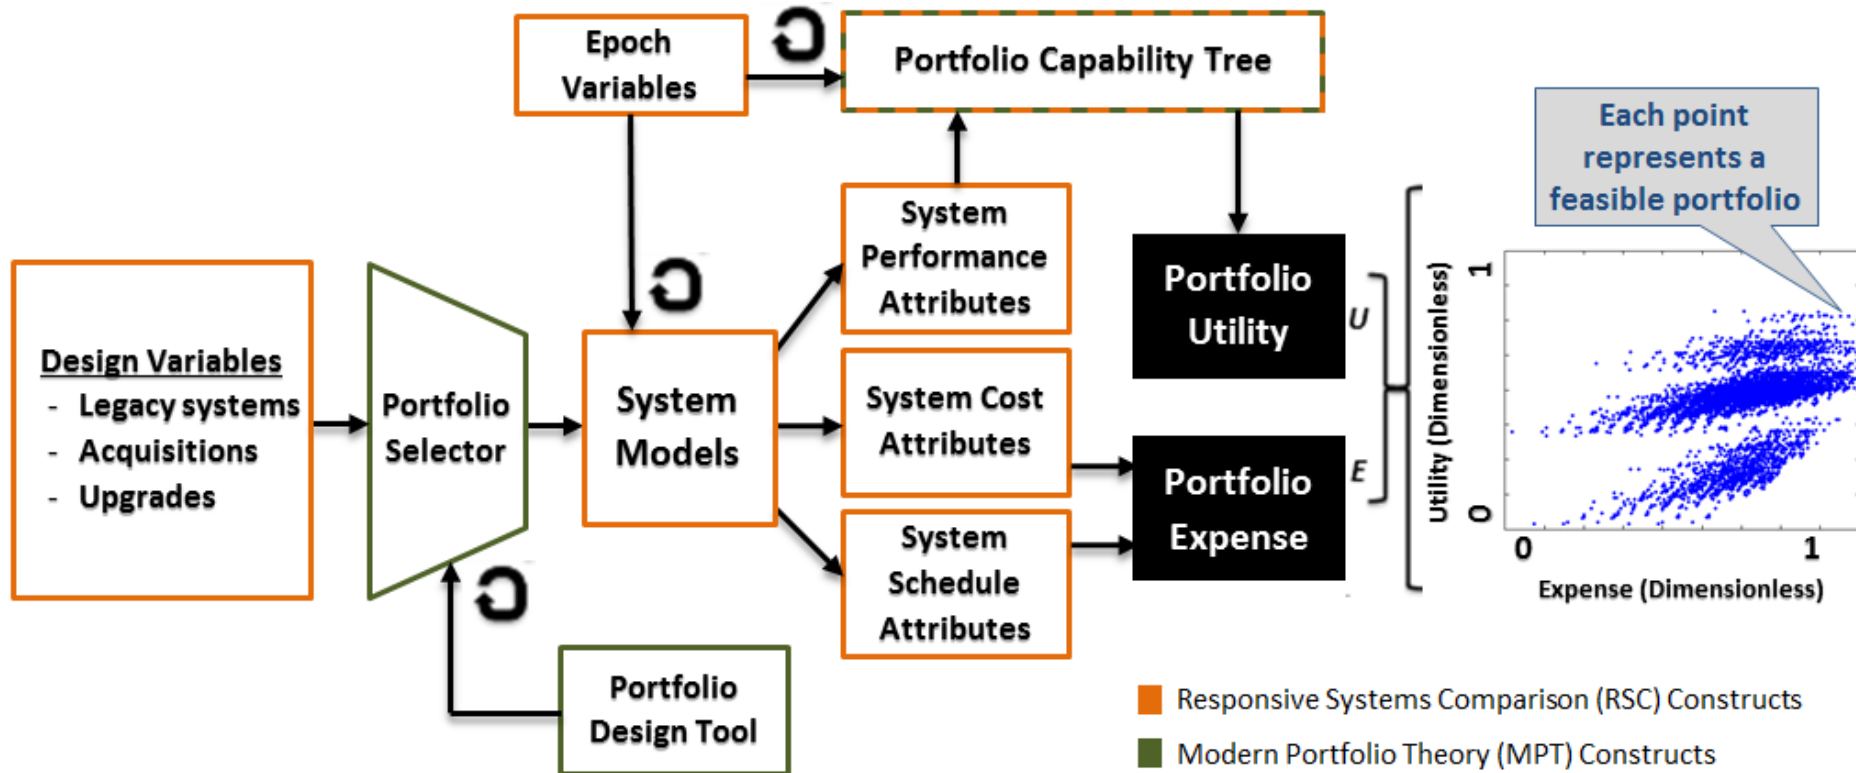 Epoch
Variables
Portfolio Capability Tree
Each point
represents a
feasible portfolio
System
Performance
Attributes
Portfolio
Utility
U
Design Variables
- Legacy systems
- Acquisitions
- Upgrades
Portfolio
Selector
System
Models
System Cost
Attributes
Portfolio
Expense
E
System
Schedule
Attributes
Portfolio
Design Tool
Utility (Dimensionless)
1
0
0 1
Expense (Dimensionless)
Responsive Systems Comparison (RSC) Constructs
Modern Portfolio Theory (MPT) Constructs